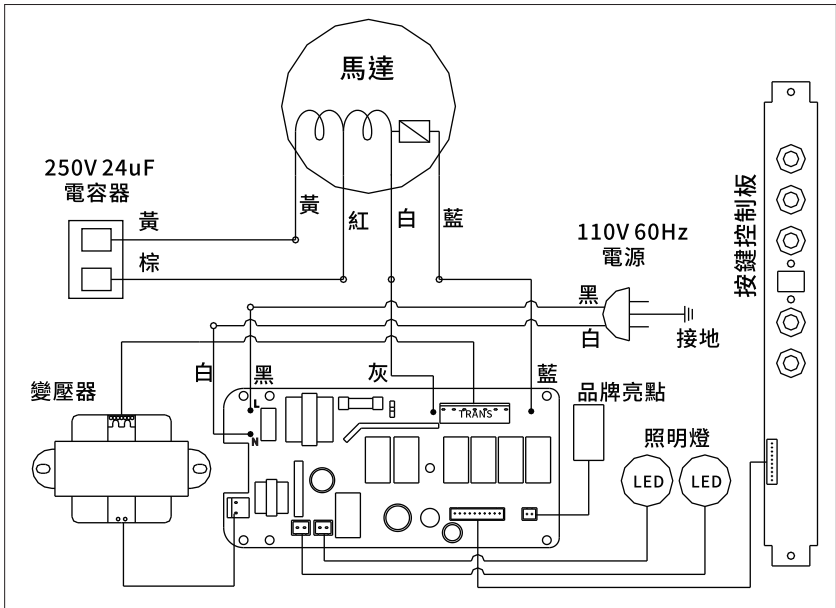 馬達
250V 24uF
電容器
黃
棕
黃
紅
白
藍
110V 60Hz
電源
黑
白
接地
按鍵控制板
白
黑
灰
藍
變壓器
L
N
TRANS
品牌亮點
照明燈
LED
LED